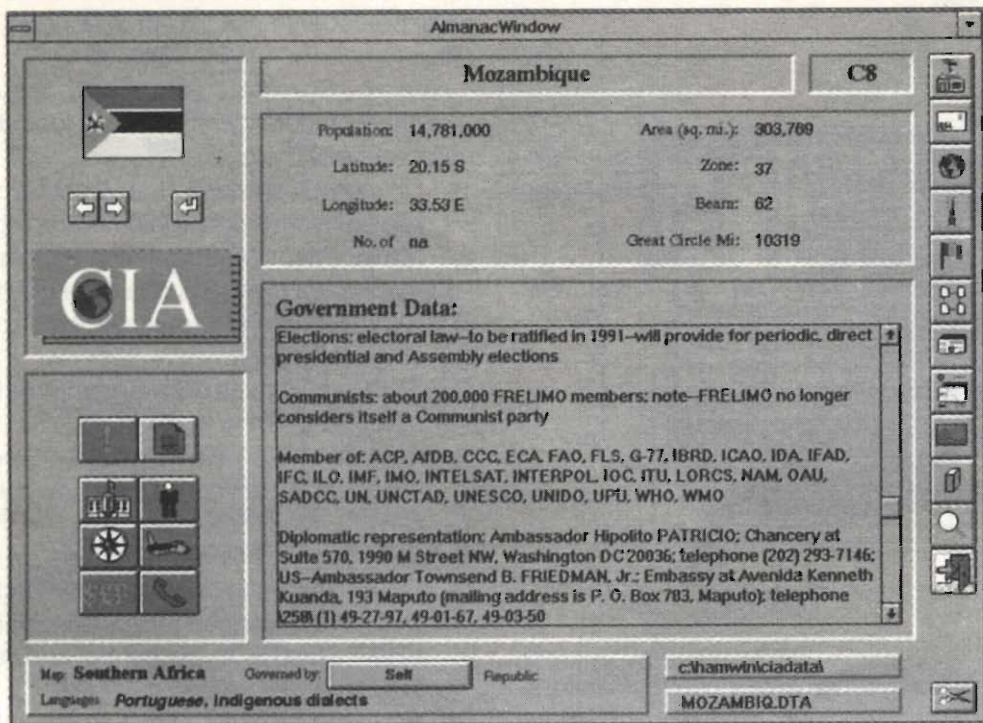 AlmanacWindow
Mozambique
C8
Population: 14,781,000
Area (sq. mi.): 303,769
Latitude: 20.15 S
Zone: 37
Longitude: 33.53 E
Beam: 62
No. of na
Great Circle Mi: 10319
CIA
Government Data:
Elections: electoral law--to be ratified in 1991--will provide for periodic, direct
presidential and Assembly elections
Communists: about 200,000 FRELIMO members; note--FRELIMO no longer
considers itself a Communist party
Member of: ACP, AfDB, CCC, ECA, FAO, FLS, G-77, IBRD, ICAO, IDA, IFAD,
IFC, ILO, IMF, IMO, INTELSAT, INTERPOL, IOC, ITU, LORCS, NAM, OAU,
SADCC, UN, UNCTAD, UNESCO, UNIDO, UPU, WHO, WMO
Diplomatic representation: Ambassador Hipolito PATRICIO; Chancery at
Suite 570, 1990 M Street NW, Washington DC 20036; telephone (202) 293-7146;
US--Ambassador Townsend B. FRIEDMAN, Jr.; Embassy at Avenida Kenneth
Kuanda, 193 Maputo (mailing address is P. O. Box 783, Maputo); telephone
(258) (1) 49-27-97, 49-01-67, 49-03-50
Map: Southern Africa Governed by: Self Republic
Languages Portuguese, indigenous dialects
c:\hamwin\ciadata\
MOZAMBIQ.DTA